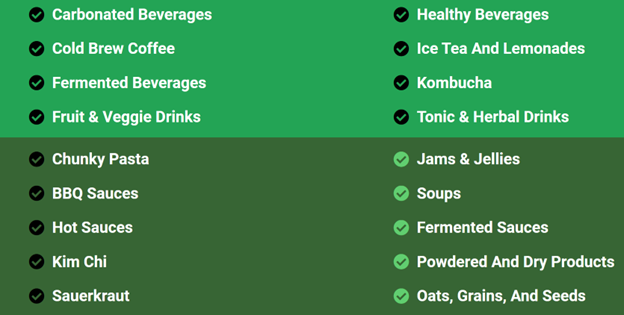 Carbonated Beverages
Healthy Beverages
Cold Brew Coffee
Ice Tea And Lemonades
Fermented Beverages
Kombucha
Fruit & Veggie Drinks
Tonic & Herbal Drinks
Chunky Pasta
Jams & Jellies
BBQ Sauces
Soups
Hot Sauces
Fermented Sauces
Kim Chi
Powdered And Dry Products
Sauerkraut
Oats, Grains, And Seeds